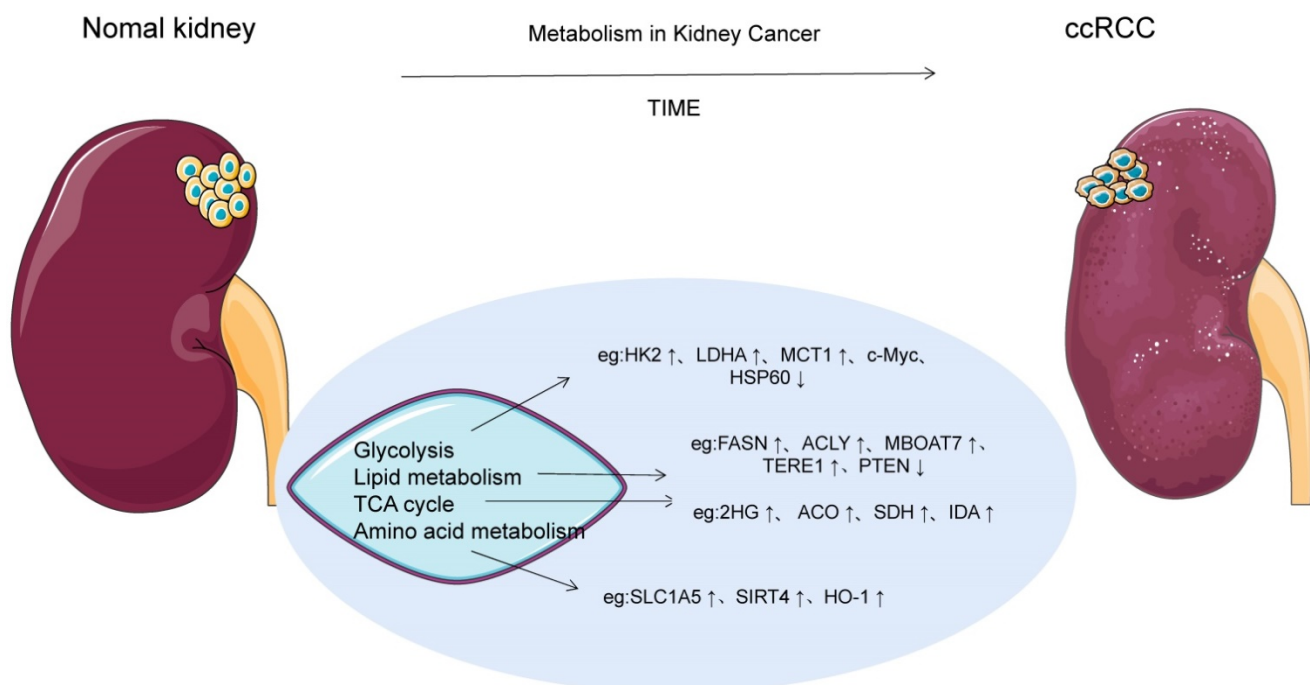 Nomal kidney
Metabolism in Kidney Cancer
ccRCC
TIME
eg:HK2 ↑、 LDHA ↑、 MCT1 ↑、 c-Myc、
HSP60 ↓
Glycolysis
Lipid metabolism
TCA cycle
Amino acid metabolism
eg:FASN ↑、 ACLY ↑、 MBOAT7 ↑、
TERE1 ↑、 PTEN ↓
eg:2HG ↑、 ACO ↑、 SDH ↑、 IDA ↑
eg:SLC1A5 ↑、 SIRT4 ↑、 HO-1 ↑